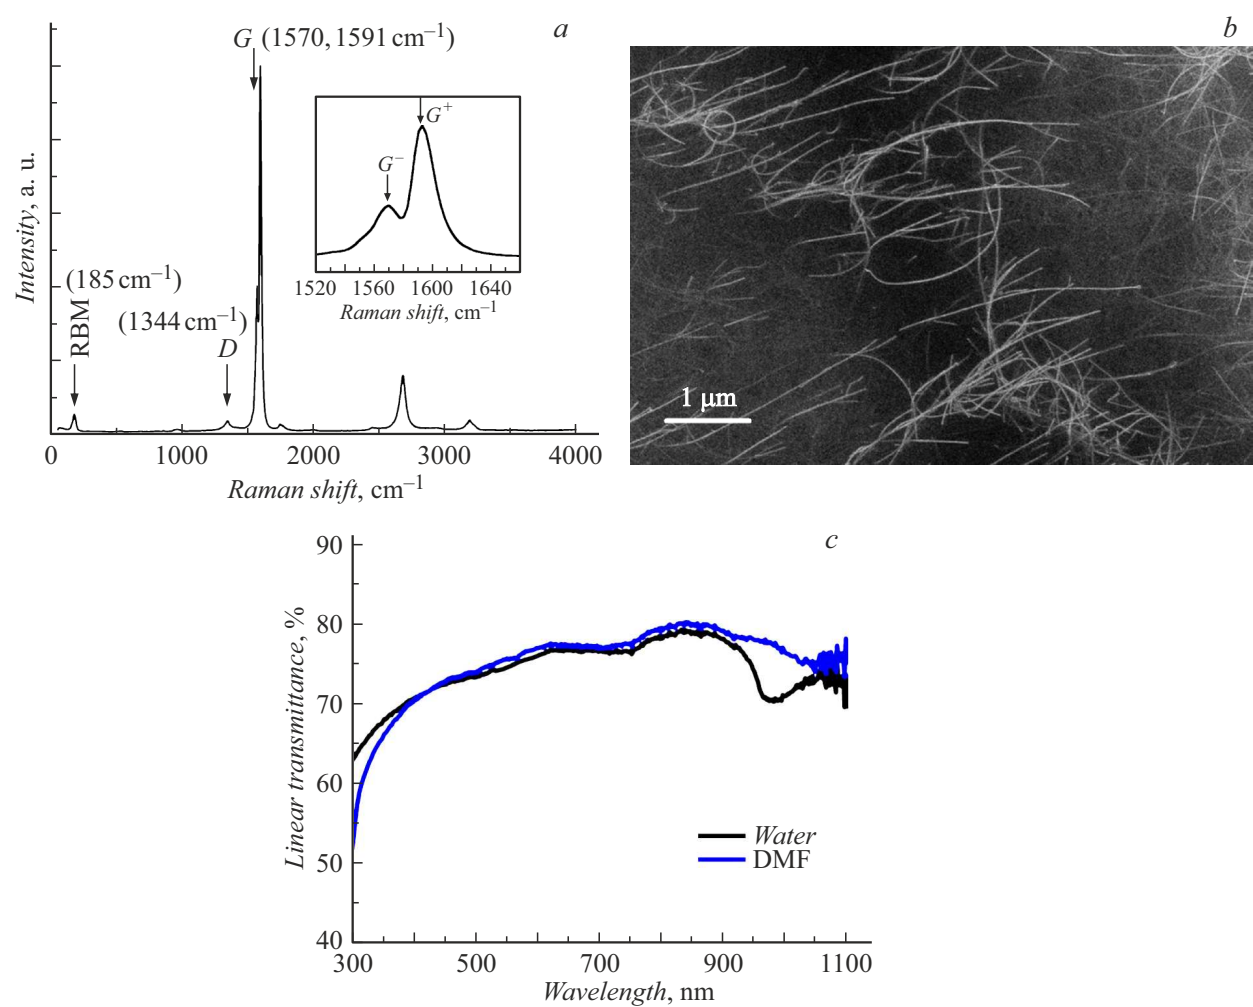 a
G (1570, 1591 cm–1)
G+
G–
1520 1560 1600 1640
Raman shift, cm–1
(185 cm–1)
RBM
(1344 cm–1)
D
Intensity, a. u.
0 1000 2000 3000 4000
Raman shift, cm–1
b
1 μm
c
90
80
70
60
50
40
Linear transmittance, %
Water
DMF
300 500 700 900 1100
Wavelength, nm